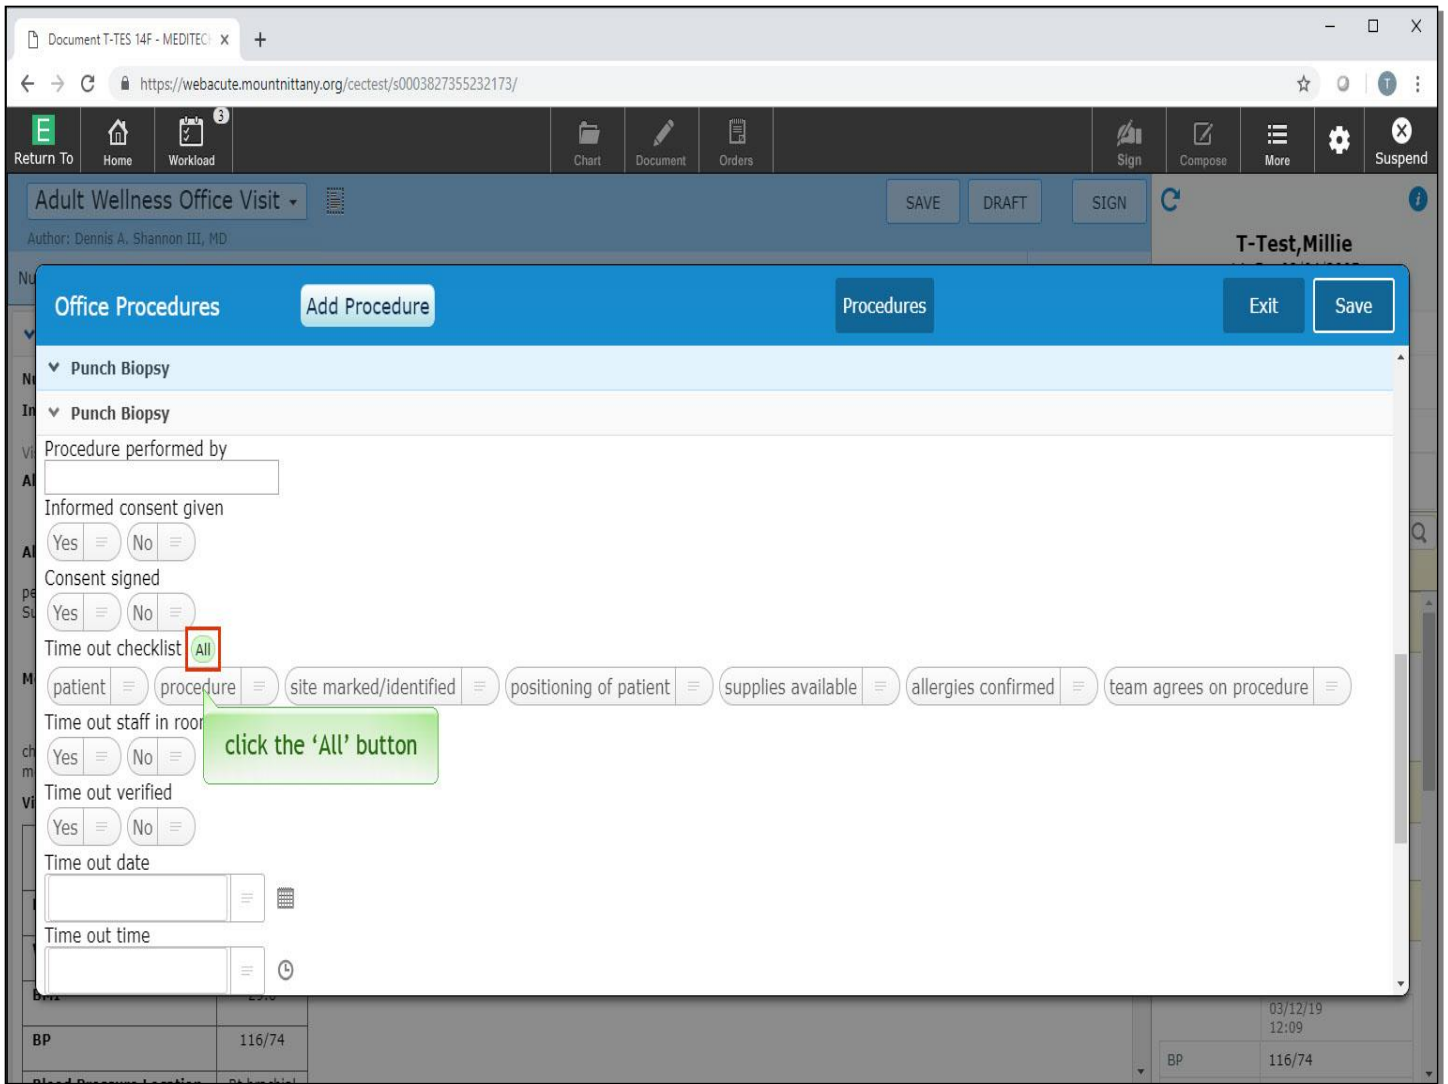 Document T-TES 14F - MEDITECH
https://webacute.mountnittany.org/cectest/s0003827355232173/
T
E
3
Return To Home Workload Chart Document Orders Sign Compose More Suspend
Adult Wellness Office Visit
SAVE DRAFT SIGN
Author: Dennis A. Shannon III, MD
T-Test,Millie
Office Procedures Add Procedure Procedures Exit Save
Punch Biopsy
Punch Biopsy
Procedure performed by
Informed consent given
Yes No
Consent signed
Yes No
Time out checklist All
patient procedure site marked/identified positioning of patient supplies available allergies confirmed team agrees on procedure
Time out staff in room
click the ‘All’ button
Yes No
Time out verified
Yes No
Time out date
Time out time
03/12/19
12:09
BP 116/74
BP 116/74